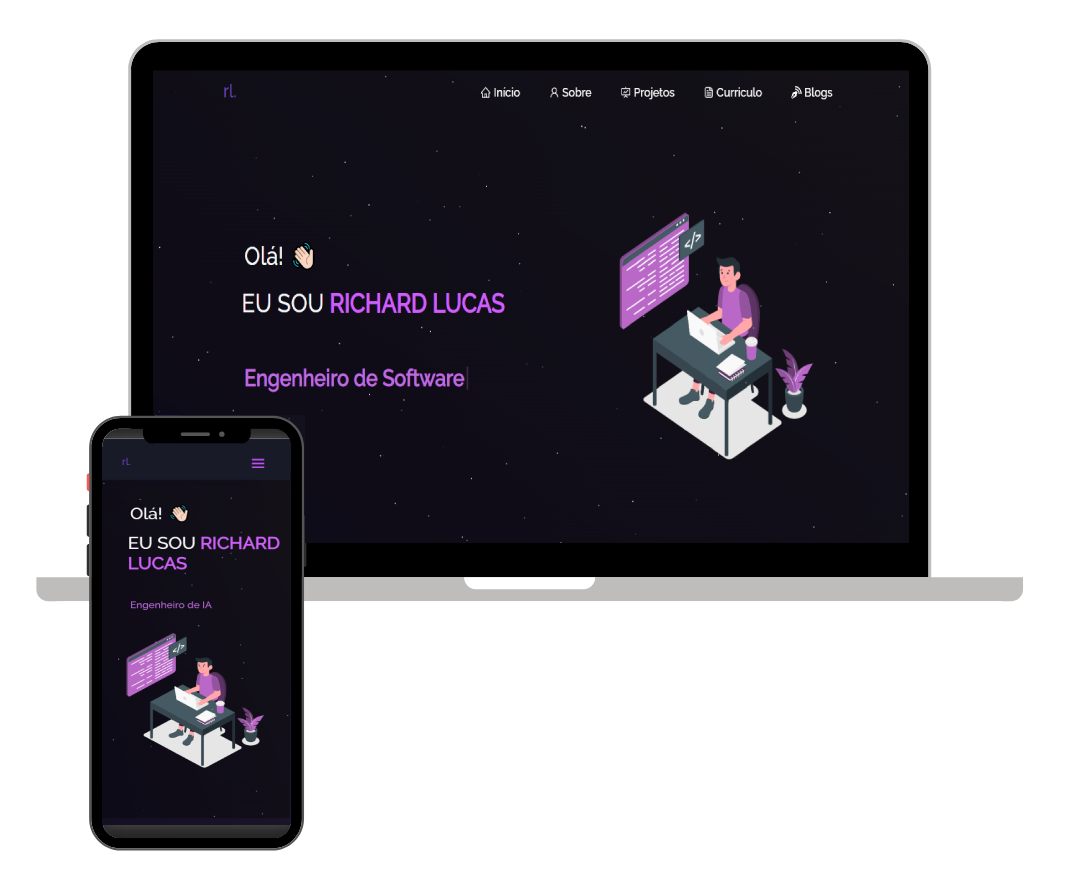 rl.
Início Sobre Projetos Curriculo Blogs
</>
Olá!
EU SOU RICHARD LUCAS
Engenheiro de Software
rl.
Olá!
EU SOU RICHARD
LUCAS
Engenheiro de IA
</>